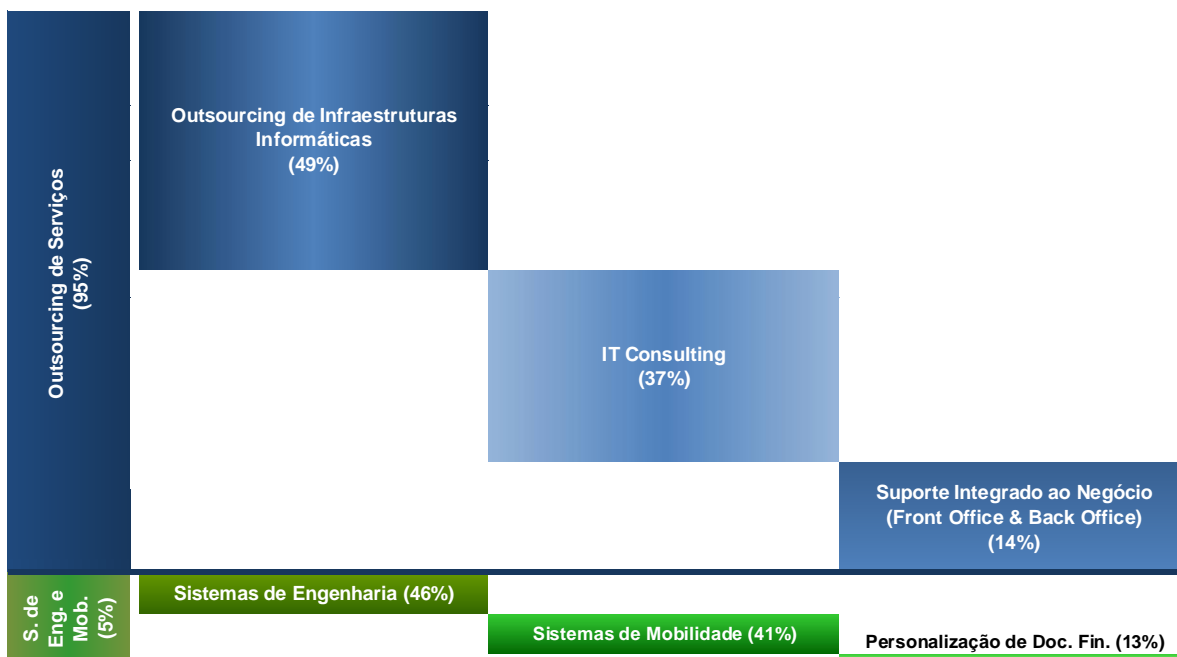 Outsourcing de Serviços
(95%)
Outsourcing de Infraestruturas
Informáticas
(49%)
IT Consulting
(37%)
Suporte Integrado ao Negócio
(Front Office & Back Office)
(14%)
S. de
Eng. e
Mob.
(5%)
Sistemas de Engenharia (46%)
Sistemas de Mobilidade (41%)
Personalização de Doc. Fin. (13%)